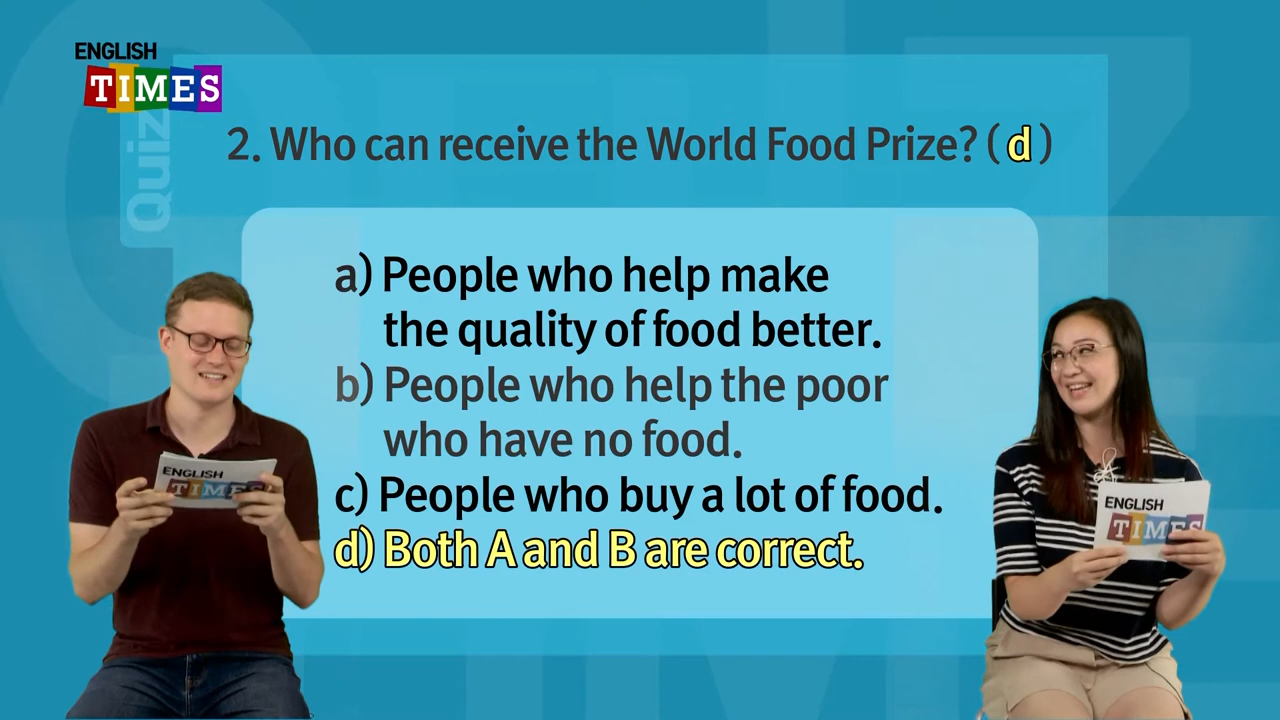 ENGLISH
TIMES
Quiz
2. Who can receive the World Food Prize? ( d )
a) People who help make
the quality of food better.
b) People who help the poor
who have no food.
c) People who buy a lot of food.
d) Both A and B are correct.
ENGLISH
TIMES
ENGLISH
TIMES